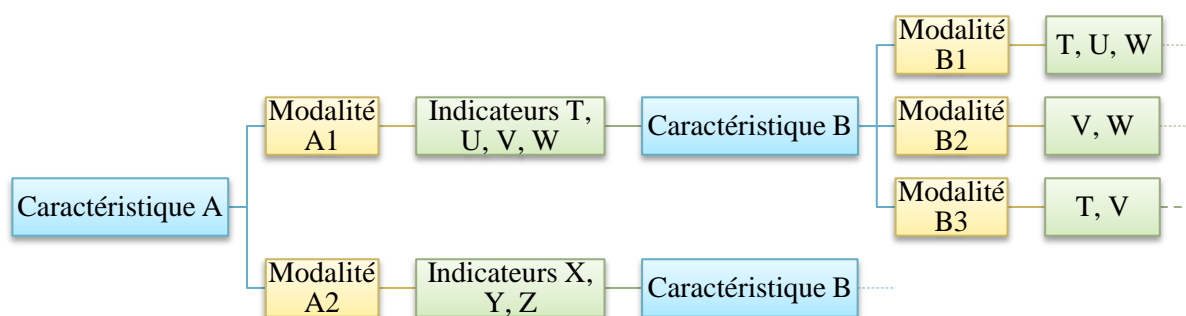 Caractéristique A
Modalité
A1
Indicateurs T,
U, V, W
Caractéristique B
Modalité
B1
T, U, W
Modalité
B2
V, W
Modalité
B3
T, V
Modalité
A2
Indicateurs X,
Y, Z
Caractéristique B